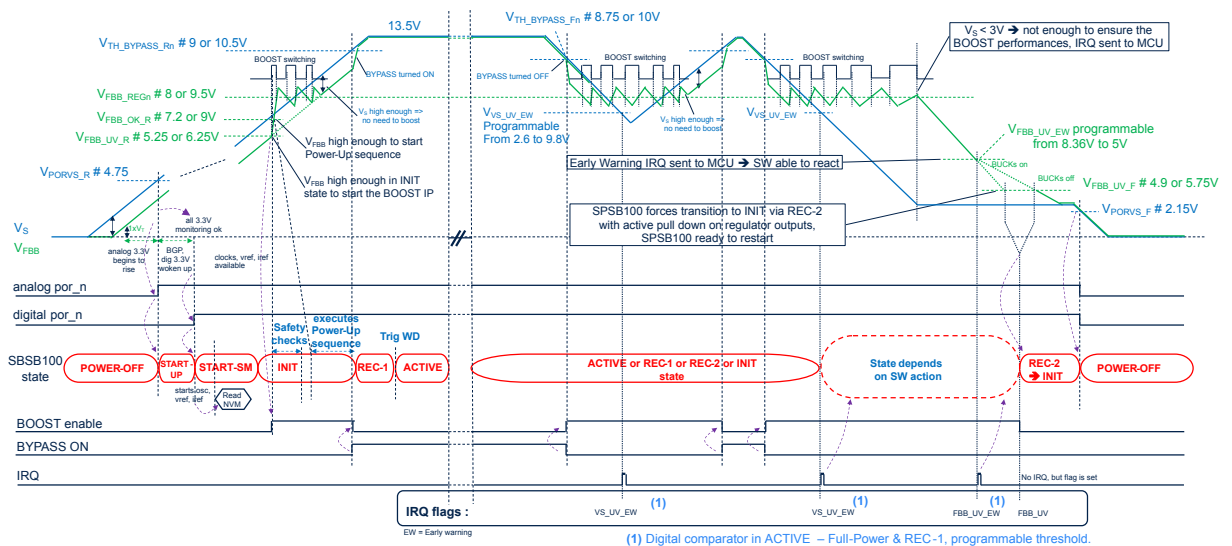 13.5V
V_TH_BYPASS_Fn # 8.75 or 10V
V_S < 3V ➔ not enough to ensure the
BOOST performances, IRQ sent to MCU
V_TH_BYPASS_Rn # 9 or 10.5V
BOOST switching
BOOST switching
BOOST switching
BYPASS turned ON
BYPASS turned OFF
V_FBB_REGn # 8 or 9.5V
V_S high enough =>
no need to boost
V_S high enough =>
no need to boost
V_FBB_OK_R # 7.2 or 9V
V_FBB_UV_R # 5.25 or 6.25V
V_FBB high enough to start
Power-Up sequence
V_FBB high enough in INIT
state to start the BOOST IP
V_VS_UV_EW
Programmable
From 2.6 to 9.8V
V_VS_UV_EW
V_FBB_UV_EW programmable
from 8.36V to 5V
Early Warning IRQ sent to MCU ➔ SW able to react
BUCKs on
BUCKs off
V_FBB_UV_F # 4.9 or 5.75V
V_PORVS_R # 4.75
SPSB100 forces transition to INIT via REC-2
with active pull down on regulator outputs,
SPSB100 ready to restart
V_PORVS_F # 2.15V
V_S
V_FBB
1xV_T
all 3.3V
monitoring ok
analog 3.3V
begins to
rise
BGP,
dig 3.3V
woken up
clocks, vref, iref
available
analog por_n
digital por_n
Safety
checks
executes
Power-Up
sequence
Trig WD
SBSB100
state
POWER-OFF
START -
UP
START-SM
INIT
REC-1
ACTIVE
ACTIVE or REC-1 or REC-2 or INIT
state
State depends
on SW action
REC-2
➔ INIT
POWER-OFF
starts osc,
vref, iref
Read
NVM
BOOST enable
BYPASS ON
IRQ
No IRQ, but flag is set
IRQ flags :
EW = Early warning
VS_UV_EW
(1)
VS_UV_EW
(1)
FBB_UV_EW
(1)
FBB_UV
(1) Digital comparator in ACTIVE – Full-Power & REC-1, programmable threshold.